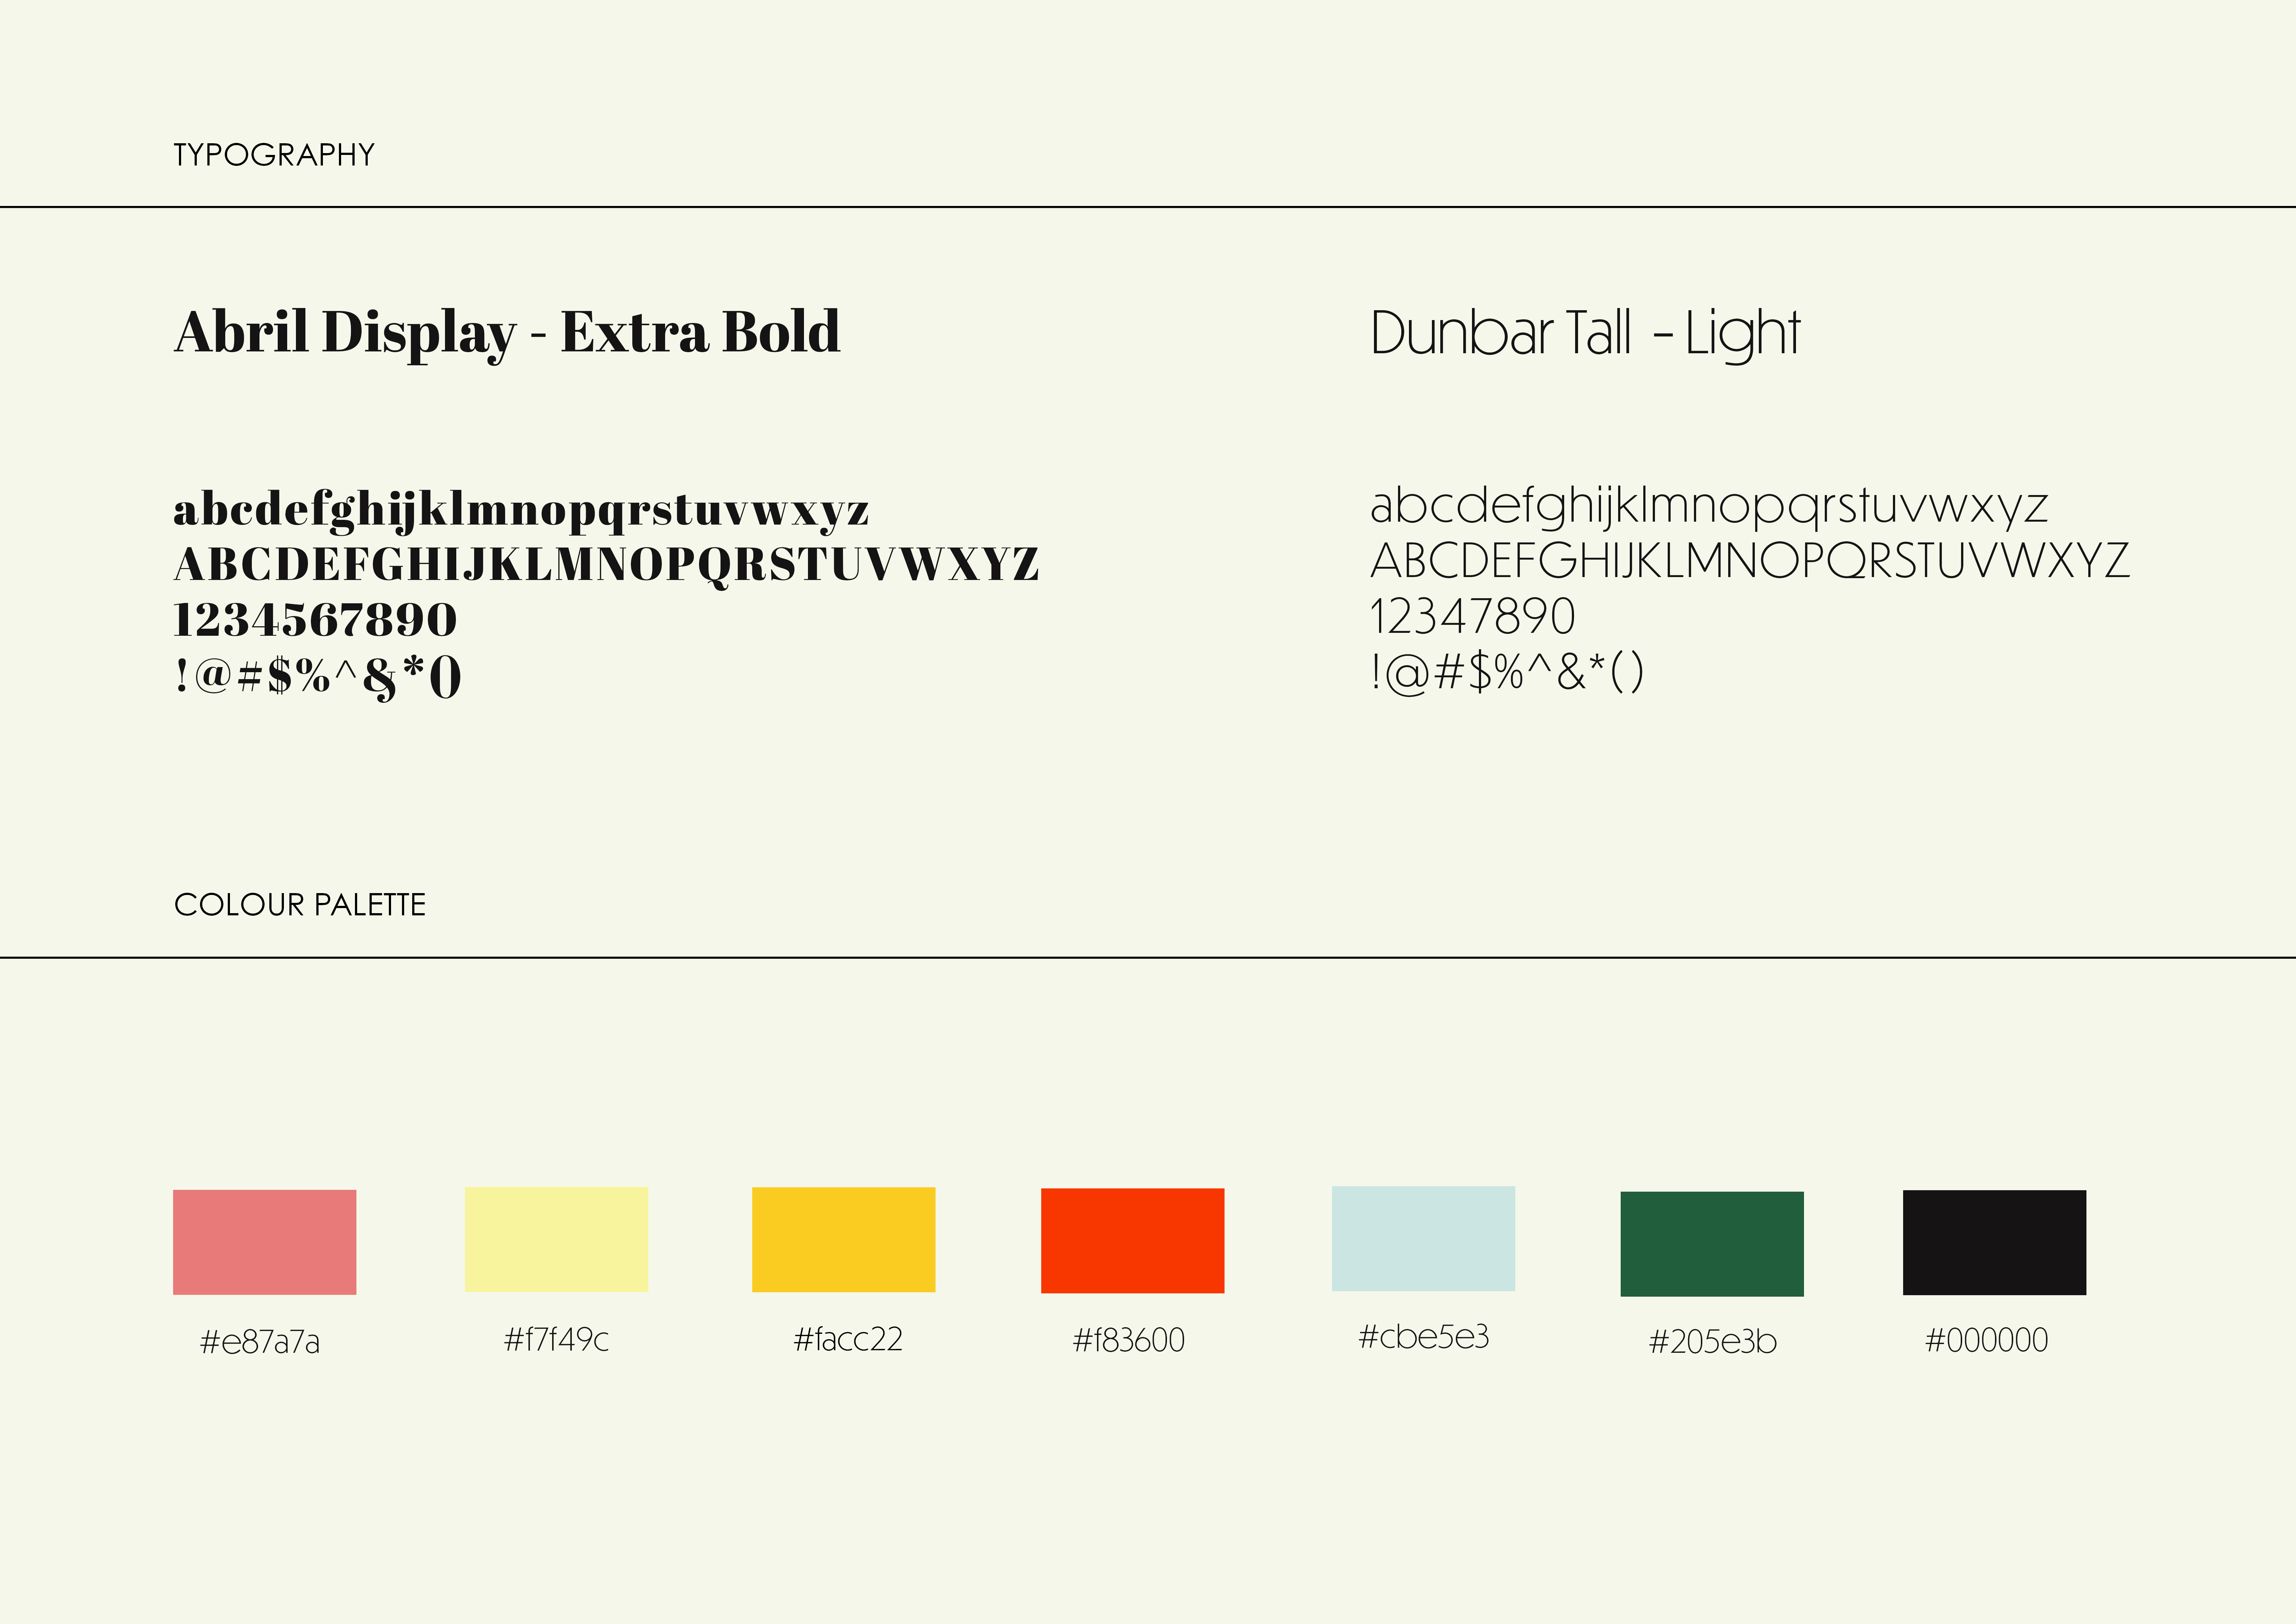 TYPOGRAPHY
Abril Display - Extra Bold
abcdefghijklmnopqrstuvwxyz
ABCDEFGHIJKLMNOPQRSTUVWXYZ
1234567890
!@#$%^&*()
Dunbar Tall - Light
abcdefghijklmnopqrstuvwxyz
ABCDEFGHIJKLMNOPQRSTUVWXYZ
12347890
!@#$%^&*()
COLOUR PALETTE
#e87a7a
#f7f49c
#facc22
#f83600
#cbe5e3
#205e3b
#000000